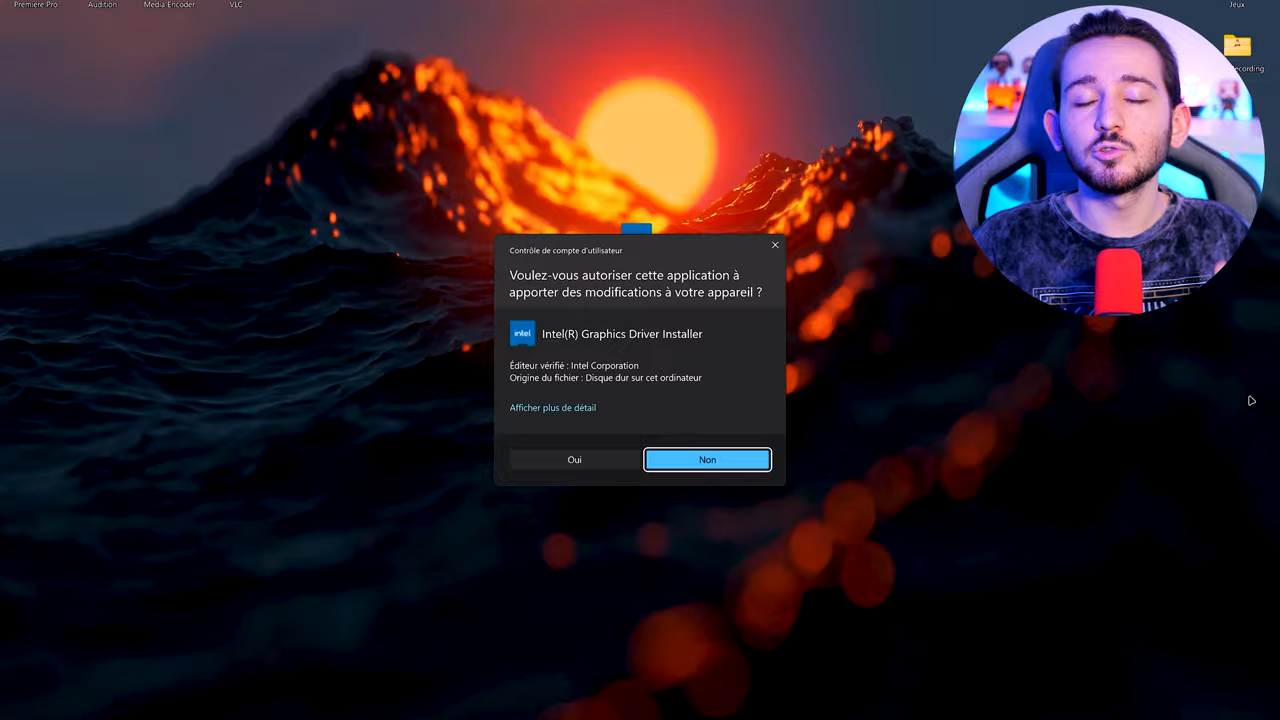 Premiere Pro
Audition
Media Encoder
VLC
Jeux
ecording
Contrôle de compte d'utilisateur
Voulez-vous autoriser cette application à
apporter des modifications à votre appareil ?
intel
Intel(R) Graphics Driver Installer
Éditeur vérifié : Intel Corporation
Origine du fichier : Disque dur sur cet ordinateur
Afficher plus de détail
Oui
Non